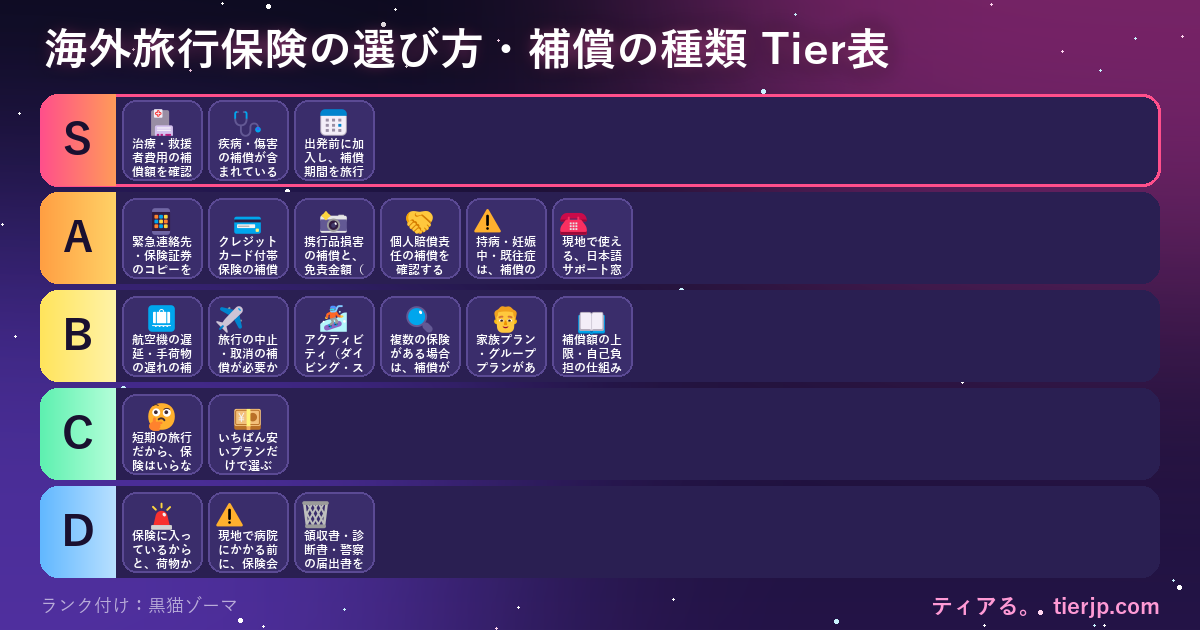 海外旅行保険の選び方・補償の種類 Tier表
S
治療・救援
者費用の補
償額を確認
疾病・傷害
の補償が含
まれている
出発前に加
入し、補償
期間を旅行
A
緊急連絡先
・保険証券
のコピーを
クレジット
カード付帯
保険の補償
携行品損害
の補償と、
免責金額（
個人賠償責
任の補償を
確認する
持病・妊娠
中・既往症
は、補償の
現地で使え
る、日本語
サポート窓
B
航空機の遅
延・手荷物
の遅れの補
旅行の中止
・取消の補
償が必要か
アクティビ
ティ（ダイ
ビング・ス
複数の保険
がある場合
は、補償が
家族プラン
・グループ
プランがあ
補償額の上
限・自己負
担の仕組み
C
短期の旅行
だから、保
険はいらな
いちばん安
いプランだ
けで選ぶ
D
保険に入っ
ているから
と、荷物か
現地で病院
にかかる前
に、保険会
領収書・診
断書・警察
の届出書を
ランク付け：黒猫ゾーマ
ティアる。 tierjp.com